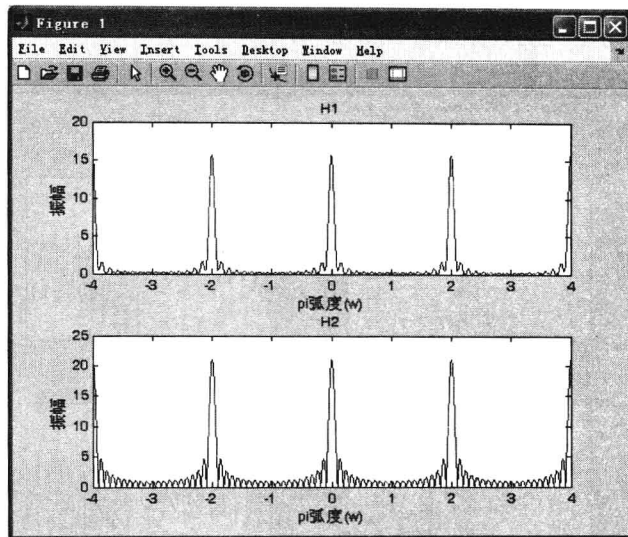 Figure 1
File Edit View Insert Tools Desktop Window Help
H1
20
15
10
5
0
振幅
-4 -3 -2 -1 0 1 2 3 4
pi弧度(w)
H2
25
20
15
10
5
0
振幅
-4 -3 -2 -1 0 1 2 3 4
pi弧度(w)